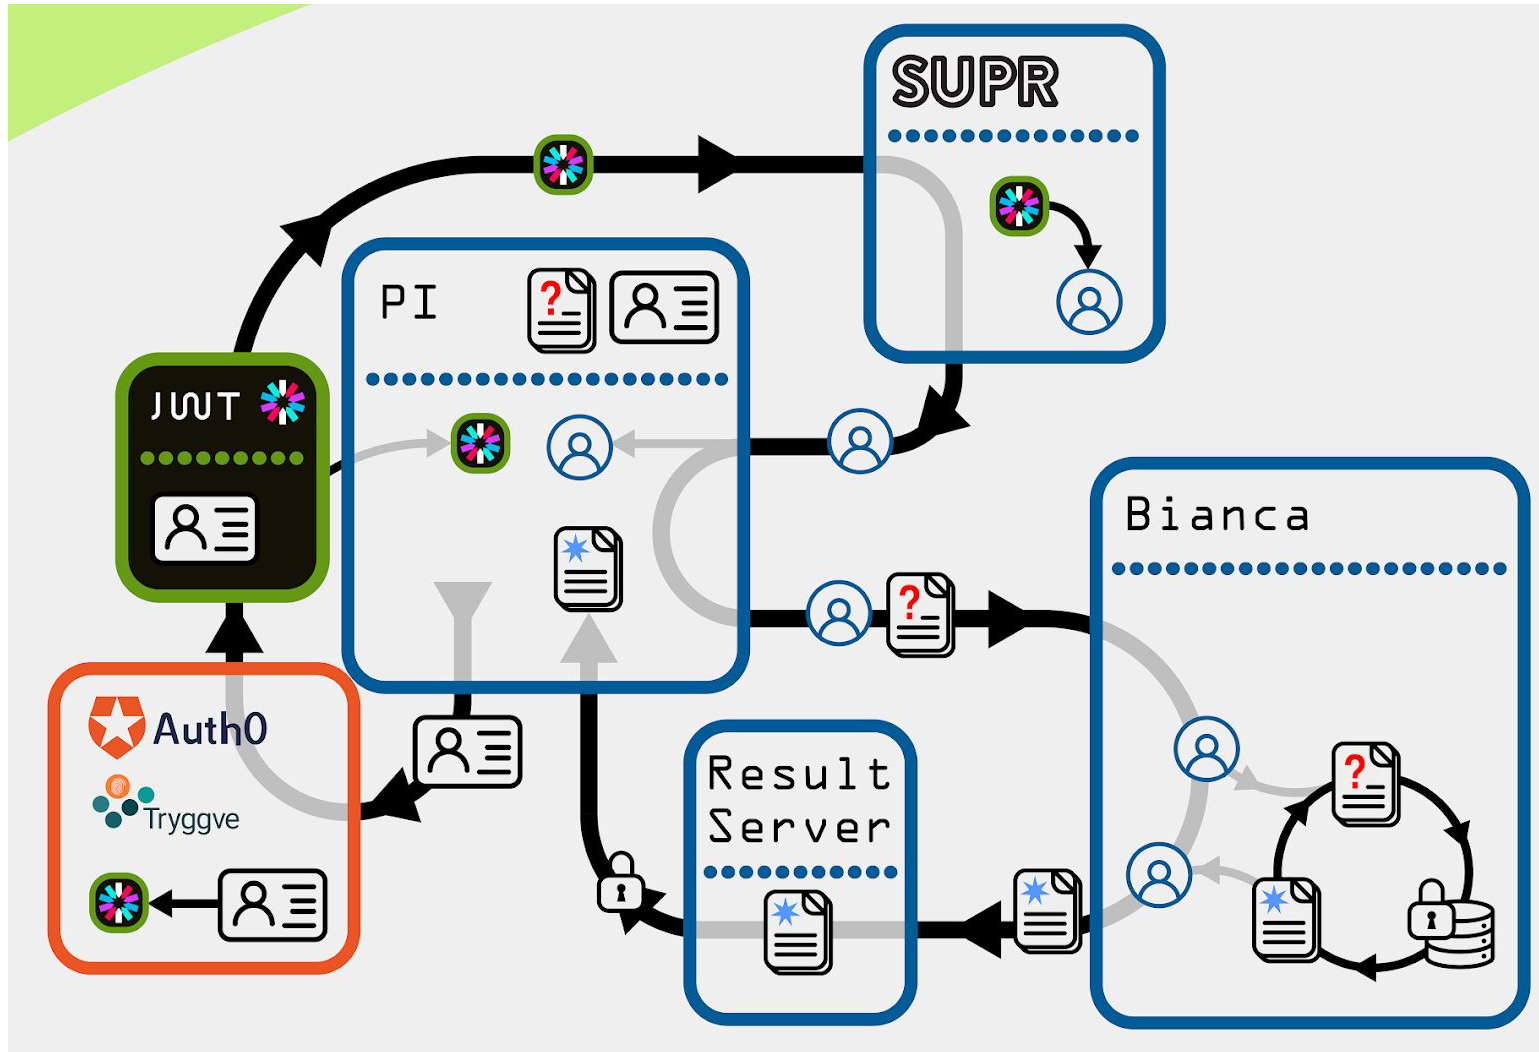 SUPR
PI
?
JWT
Bianca
?
Auth0
Tryggve
Result
Server
?